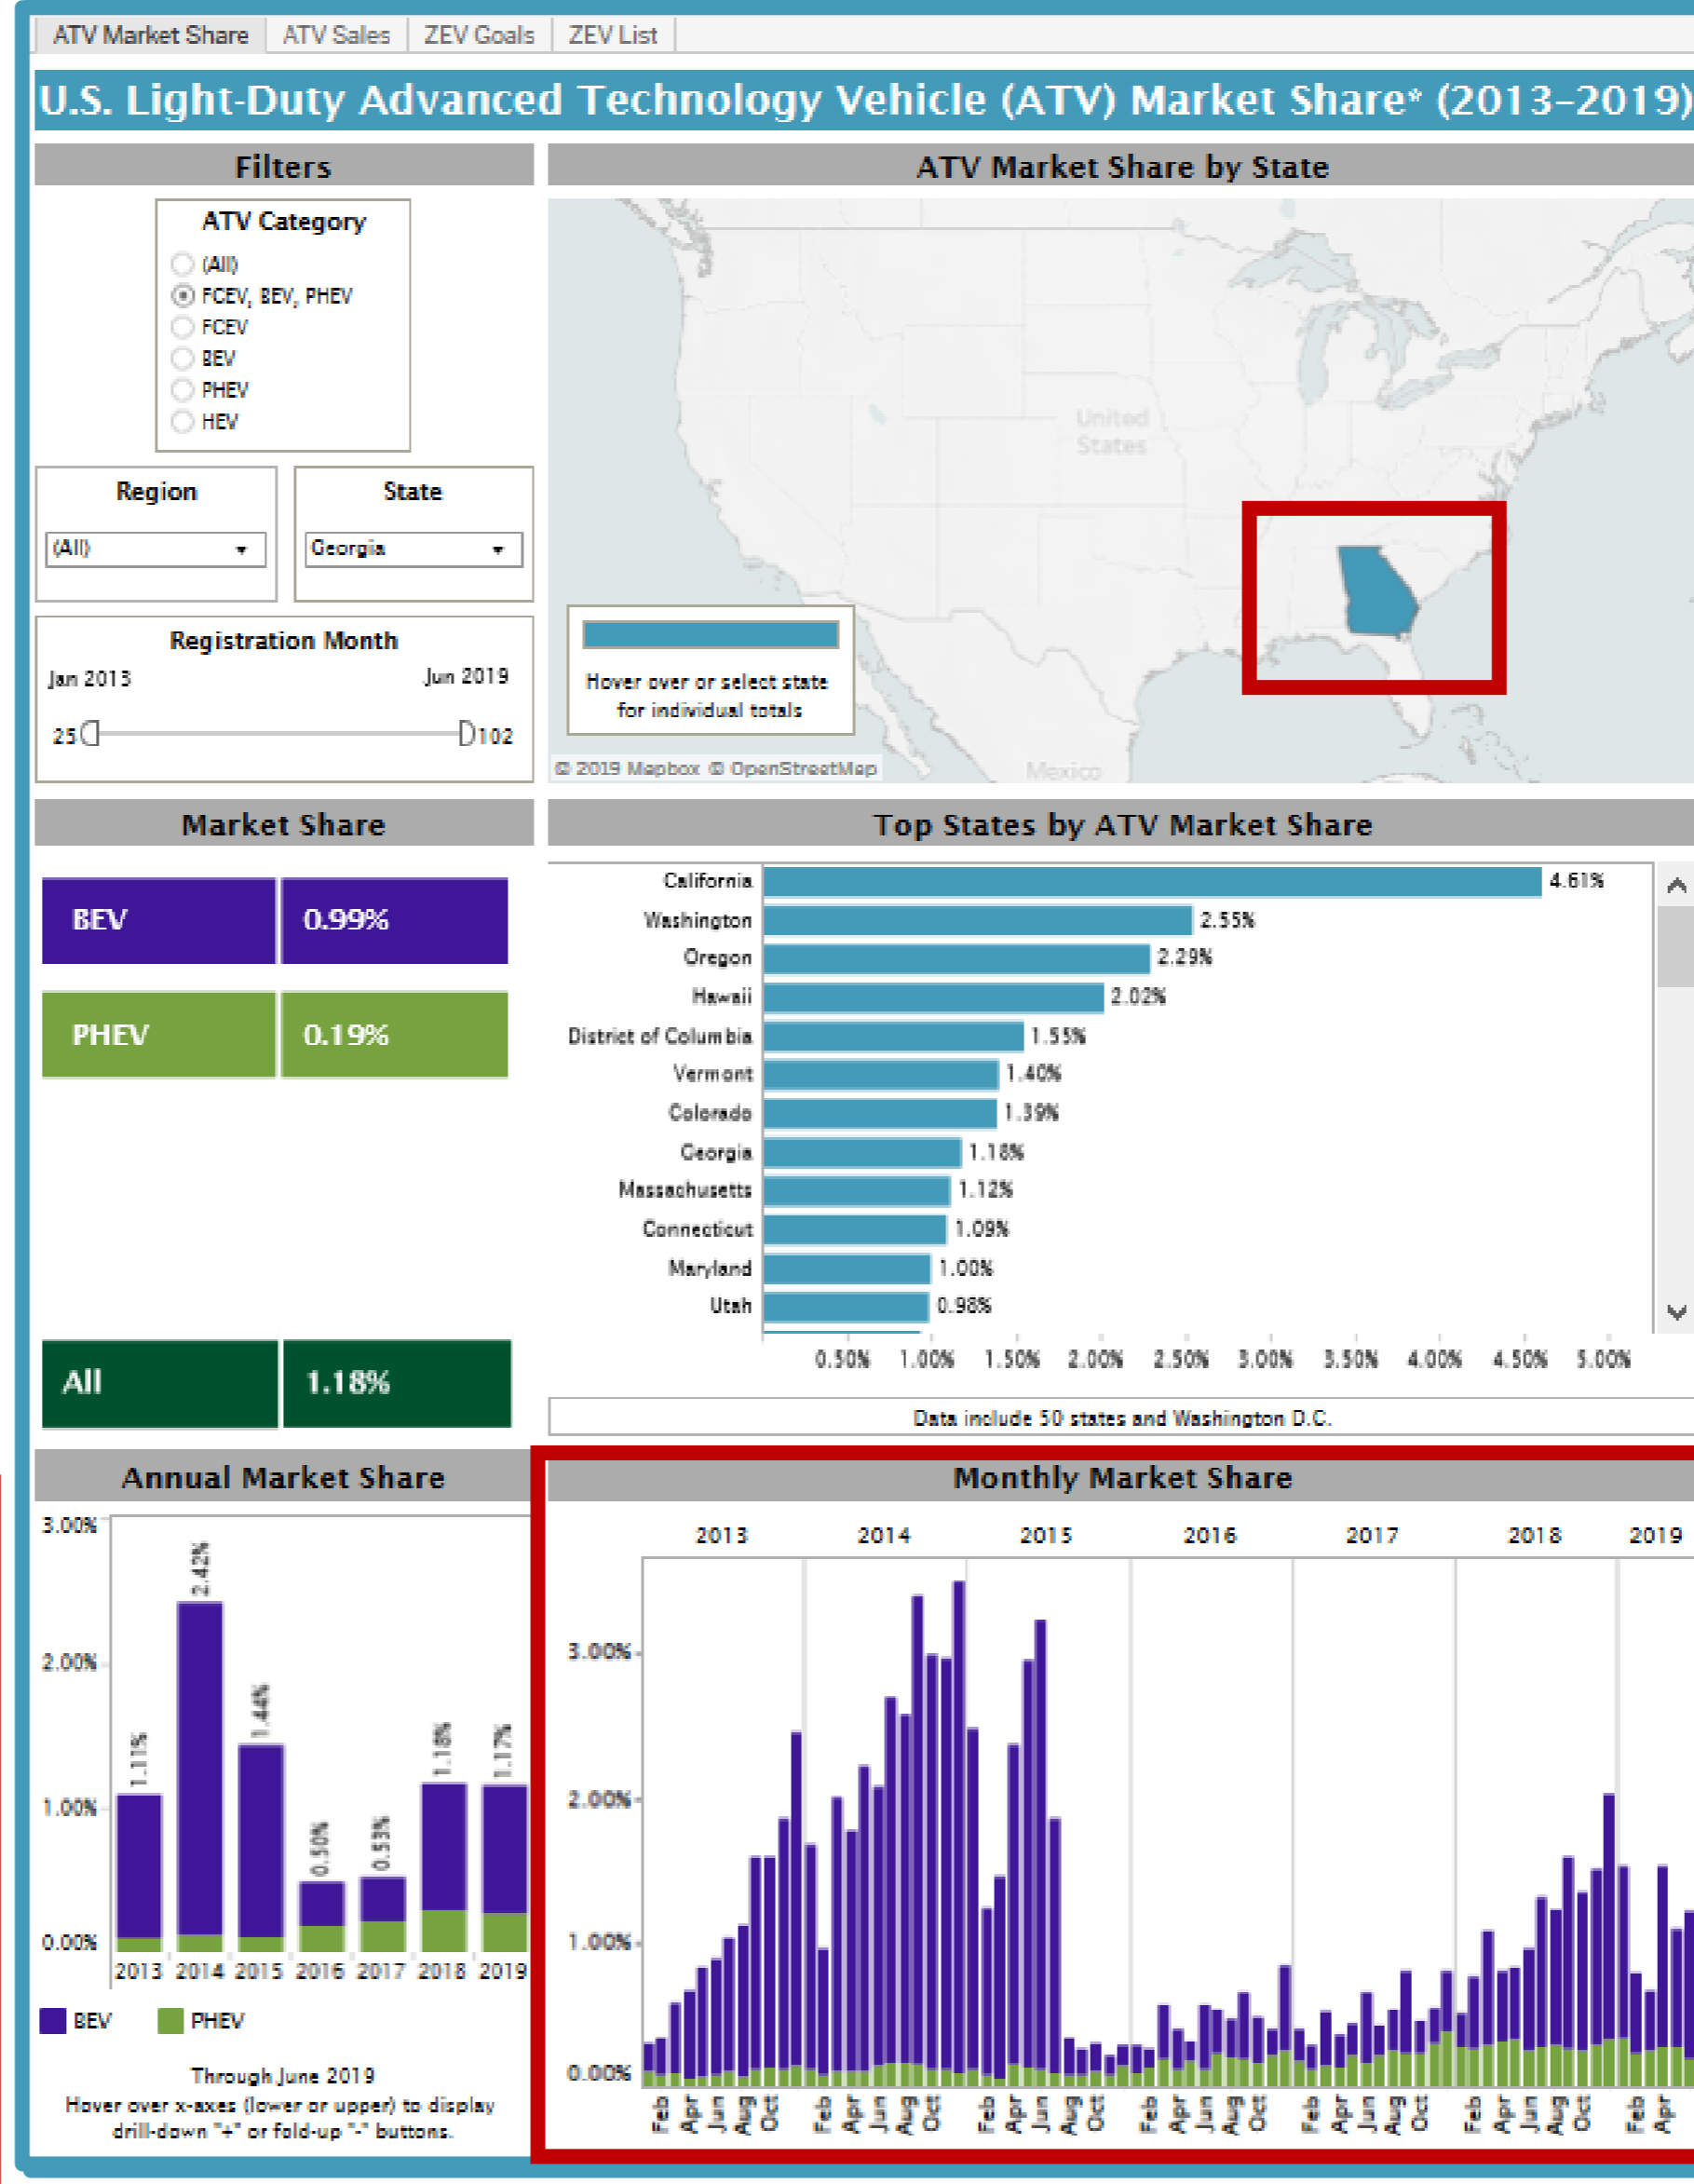 ATV Market Share
ATV Sales
ZEV Goals
ZEV List
U.S. Light-Duty Advanced Technology Vehicle (ATV) Market Share* (2013-2019)
Filters
ATV Category
(All)
FCEV, BEV, PHEV
FCEV
BEV
PHEV
HEV
Region
(All)
State
Georgia
Registration Month
Jan 2013
Jun 2019
25
102
ATV Market Share by State
United
States
Mexico
Hover over or select state
for individual totals
© 2019 Mapbox © OpenStreetMap
Market Share
BEV 0.99%
PHEV 0.19%
All 1.18%
Top States by ATV Market Share
California 4.61%
Washington 2.55%
Oregon 2.29%
Hawaii 2.02%
District of Columbia 1.55%
Vermont 1.40%
Colorado 1.39%
Georgia 1.18%
Massachusetts 1.12%
Connecticut 1.09%
Maryland 1.00%
Utah 0.98%
0.50% 1.00% 1.50% 2.00% 2.50% 3.00% 3.50% 4.00% 4.50% 5.00%
Data include 50 states and Washington D.C.
Annual Market Share
3.00%
2.00%
1.00%
0.00%
1.11%
2.42%
1.44%
0.50%
0.53%
1.18%
1.17%
2013 2014 2015 2016 2017 2018 2019
BEV PHEV
Through June 2019
Hover over x-axes (lower or upper) to display
drill-down "+" or fold-up "-" buttons.
Monthly Market Share
2013 2014 2015 2016 2017 2018 2019
3.00%
2.00%
1.00%
0.00%
Feb Apr Jun Aug Oct Feb Apr Jun Aug Oct Feb Apr Jun Aug Oct Feb Apr Jun Aug Oct Feb Apr Jun Aug Oct Feb Apr Jun Aug Oct Feb Apr